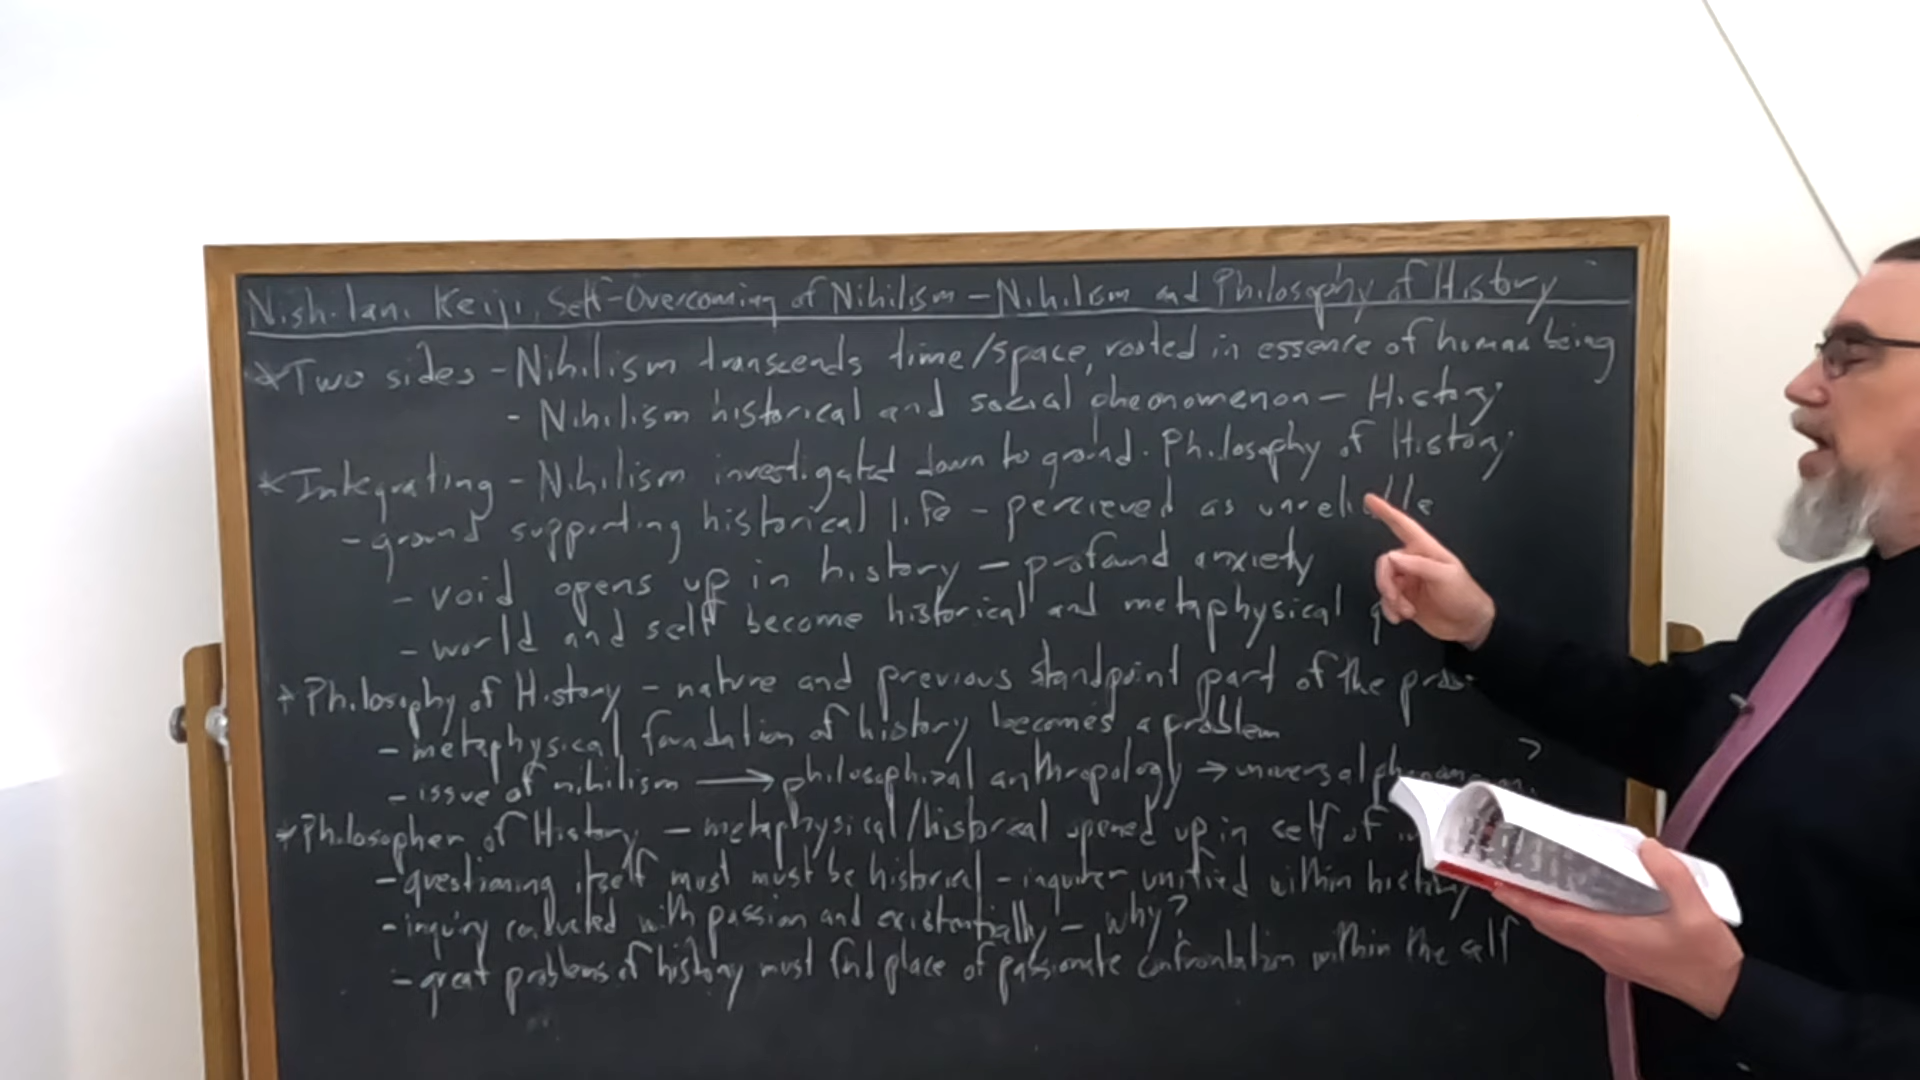 Nishitani Keiji, Self-Overcoming of Nihilism - Nihilism and Philosophy of History
* Two sides - Nihilism transcends time/space, rooted in essence of human being
- Nihilism historical and social pheonomenon - History
* Integrating - Nihilism investigated down to ground. Philosophy of History
- ground supporting historical life - percieved as unreliable
- void opens up in history - profound anxiety
- world and self become historical and metaphysical
* Philosophy of History - nature and previous standpoint part of the
- metaphysical foundation of history becomes a problem
- issue of nihilism → philosophical anthropology → universal phenomenon?
* Philosopher of History - metaphysical/historical opened up in self of
- questioning itself must must be historical - inquirer unified within history
- inquiry conducted with passion and existentially - why?
- great problems of history must find place of passionate confrontation within the self